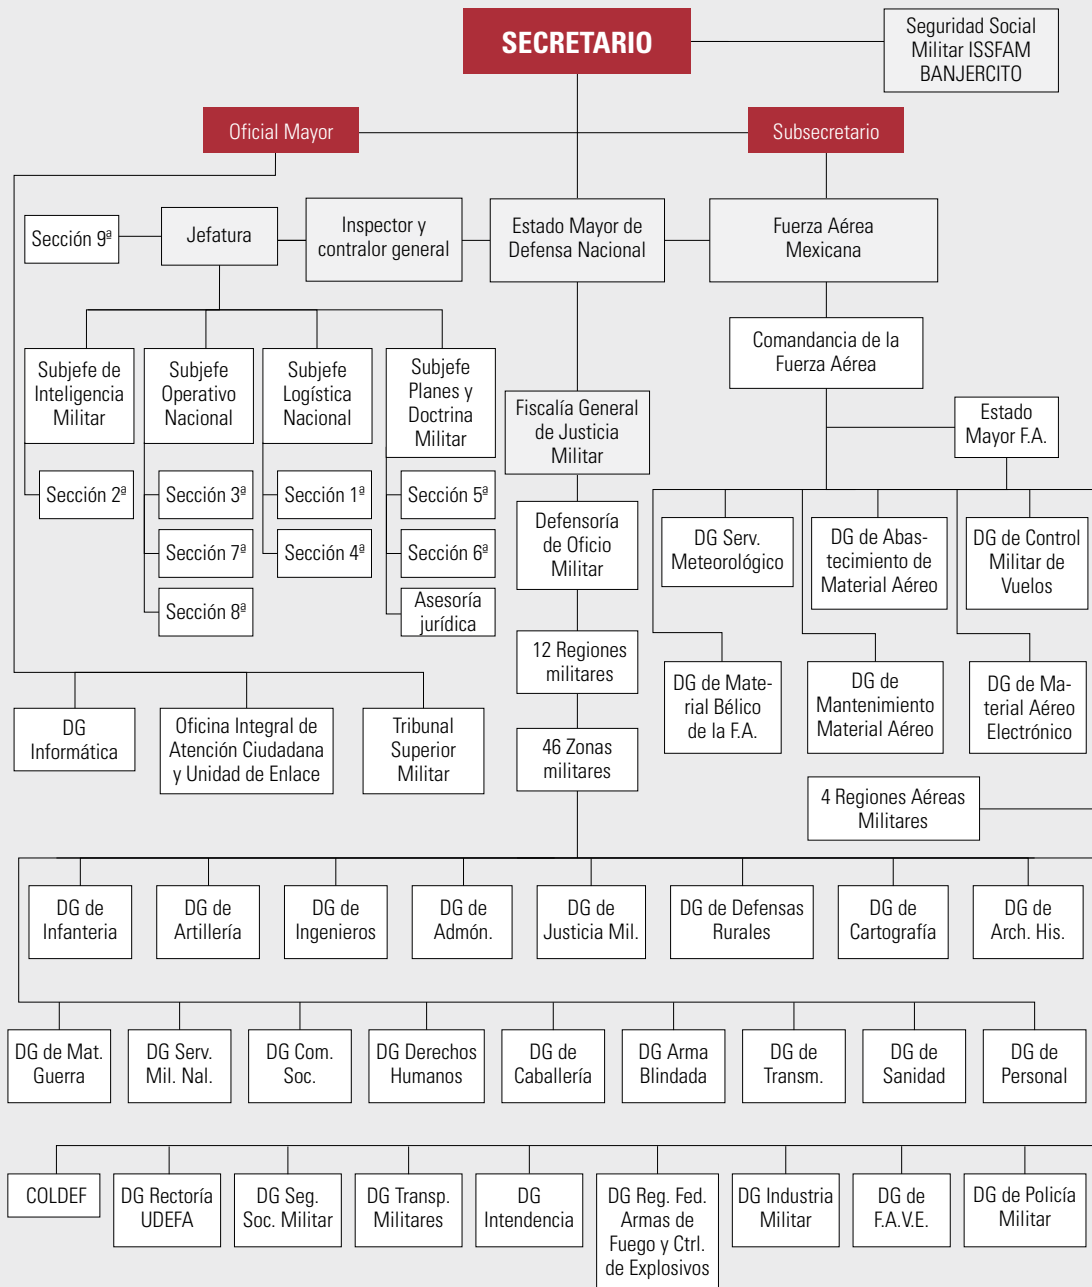 SECRETARIO
Seguridad Social
Militar ISSFAM
BANJERCITO
Oficial Mayor
Subsecretario
Sección 9ª
Jefatura
Inspector y
contralor general
Estado Mayor de
Defensa Nacional
Fuerza Aérea
Mexicana
Comandancia de la
Fuerza Aérea
Subjefe de
Inteligencia
Militar
Subjefe
Operativo
Nacional
Subjefe
Logística
Nacional
Subjefe
Planes y
Doctrina
Militar
Fiscalía General
de Justicia
Militar
Estado
Mayor F.A.
Sección 2ª
Sección 3ª
Sección 1ª
Sección 5ª
Sección 7ª
Sección 4ª
Sección 6ª
Sección 8ª
Asesoría
jurídica
Defensoría
de Oficio
Militar
DG Serv.
Meteorológico
DG de Abas-
tecimiento de
Material Aéreo
DG de Control
Militar de
Vuelos
12 Regiones
militares
DG de Mate-
rial Bélico
de la F.A.
DG de
Mantenimiento
Material Aéreo
DG de Ma-
terial Aéreo
Electrónico
DG
Informática
Oficina Integral de
Atención Ciudadana
y Unidad de Enlace
Tribunal
Superior
Militar
46 Zonas
militares
4 Regiones Aéreas
Militares
DG de
Infanteria
DG de
Artillería
DG de
Ingenieros
DG de
Admón.
DG de
Justicia Mil.
DG de Defensas
Rurales
DG de
Cartografía
DG de
Arch. His.
DG de Mat.
Guerra
DG Serv.
Mil. Nal.
DG Com.
Soc.
DG Derechos
Humanos
DG de
Caballería
DG Arma
Blindada
DG de
Transm.
DG de
Sanidad
DG de
Personal
COLDEF
DG Rectoría
UDEFA
DG Seg.
Soc. Militar
DG Transp.
Militares
DG
Intendencia
DG Reg. Fed.
Armas de
Fuego y Ctrl.
de Explosivos
DG Industria
Militar
DG de
F.A.V.E.
DG de Policía
Militar